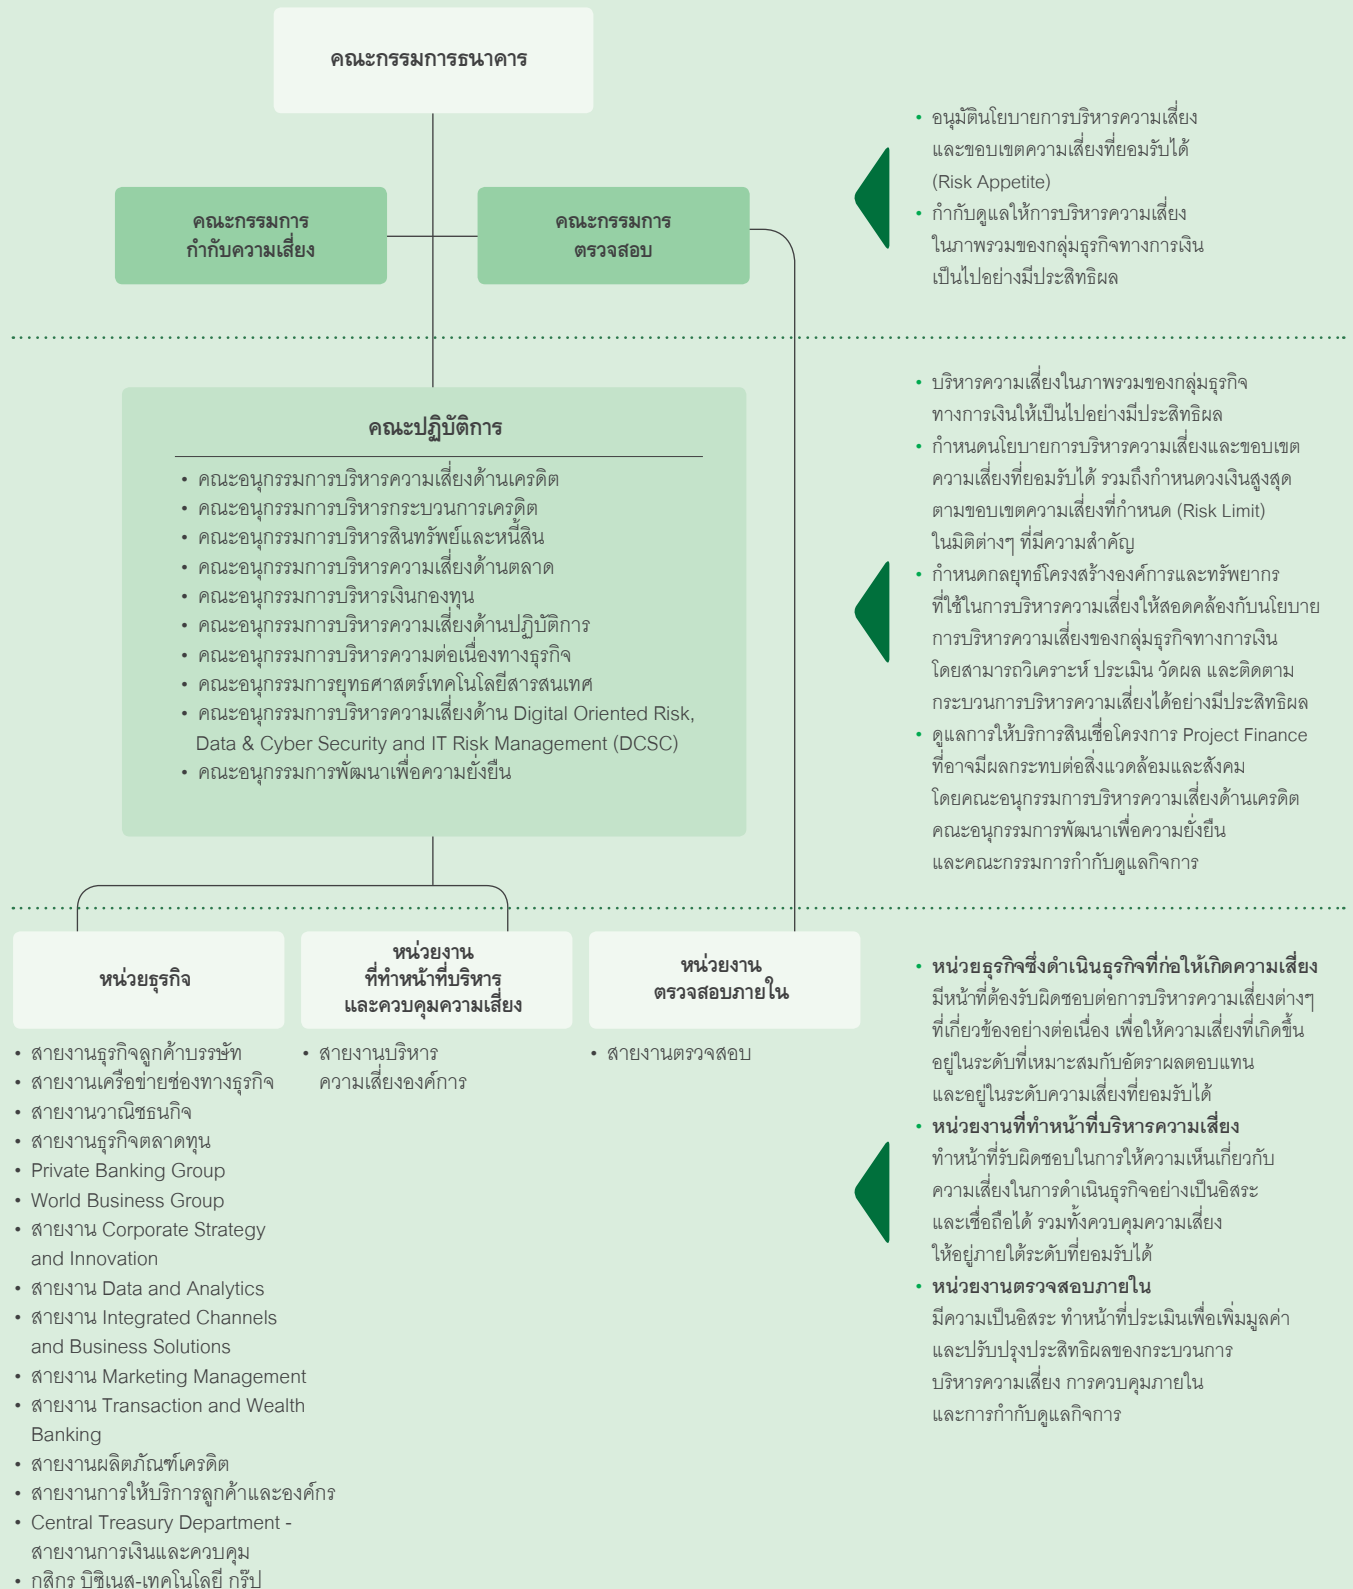 คณะกรรมการธนาคาร
คณะกรรมการ
กำกับความเสี่ยง
คณะกรรมการ
ตรวจสอบ
• อนุมัตินโยบายการบริหารความเสี่ยง
และขอบเขตความเสี่ยงที่ยอมรับได้
(Risk Appetite)
• กำกับดูแลให้การบริหารความเสี่ยง
ในภาพรวมของกลุ่มธุรกิจทางการเงิน
เป็นไปอย่างมีประสิทธิผล
คณะปฏิบัติการ
• คณะอนุกรรมการบริหารความเสี่ยงด้านเครดิต
• คณะอนุกรรมการบริหารกระบวนการเครดิต
• คณะอนุกรรมการบริหารสินทรัพย์และหนี้สิน
• คณะอนุกรรมการบริหารความเสี่ยงด้านตลาด
• คณะอนุกรรมการบริหารเงินกองทุน
• คณะอนุกรรมการบริหารความเสี่ยงด้านปฏิบัติการ
• คณะอนุกรรมการบริหารความต่อเนื่องทางธุรกิจ
• คณะอนุกรรมการยุทธศาสตร์เทคโนโลยีสารสนเทศ
• คณะอนุกรรมการบริหารความเสี่ยงด้าน Digital Oriented Risk,
Data & Cyber Security and IT Risk Management (DCSC)
• คณะอนุกรรมการพัฒนาเพื่อความยั่งยืน
• บริหารความเสี่ยงในภาพรวมของกลุ่มธุรกิจ
ทางการเงินให้เป็นไปอย่างมีประสิทธิผล
• กำหนดนโยบายการบริหารความเสี่ยงและขอบเขต
ความเสี่ยงที่ยอมรับได้ รวมถึงกำหนดวงเงินสูงสุด
ตามขอบเขตความเสี่ยงที่กำหนด (Risk Limit)
ในมิติต่างๆ ที่มีความสำคัญ
• กำหนดกลยุทธ์โครงสร้างองค์การและทรัพยากร
ที่ใช้ในการบริหารความเสี่ยงให้สอดคล้องกับนโยบาย
การบริหารความเสี่ยงของกลุ่มธุรกิจทางการเงิน
โดยสามารถวิเคราะห์ ประเมิน วัดผล และติดตาม
กระบวนการบริหารความเสี่ยงได้อย่างมีประสิทธิผล
• ดูแลการให้บริการสินเชื่อโครงการ Project Finance
ที่อาจมีผลกระทบต่อสิ่งแวดล้อมและสังคม
โดยคณะอนุกรรมการบริหารความเสี่ยงด้านเครดิต
คณะอนุกรรมการพัฒนาเพื่อความยั่งยืน
และคณะกรรมการกำกับดูแลกิจการ
หน่วยธุรกิจ
• สายงานธุรกิจลูกค้าบรรษัท
• สายงานเครือข่ายช่องทางธุรกิจ
• สายงานวาณิชธนกิจ
• สายงานธุรกิจตลาดทุน
• Private Banking Group
• World Business Group
• สายงาน Corporate Strategy
and Innovation
• สายงาน Data and Analytics
• สายงาน Integrated Channels
and Business Solutions
• สายงาน Marketing Management
• สายงาน Transaction and Wealth
Banking
• สายงานผลิตภัณฑ์เครดิต
• สายงานการให้บริการลูกค้าและองค์กร
• Central Treasury Department -
สายงานการเงินและควบคุม
• กสิกร บิซิเนส-เทคโนโลยี กรุ๊ป
หน่วยงาน
ที่ทำหน้าที่บริหาร
และควบคุมความเสี่ยง
• สายงานบริหาร
ความเสี่ยงองค์การ
หน่วยงาน
ตรวจสอบภายใน
• สายงานตรวจสอบ
• หน่วยธุรกิจซึ่งดำเนินธุรกิจที่ก่อให้เกิดความเสี่ยง
มีหน้าที่ต้องรับผิดชอบต่อการบริหารความเสี่ยงต่างๆ
ที่เกี่ยวข้องอย่างต่อเนื่อง เพื่อให้ความเสี่ยงที่เกิดขึ้น
อยู่ในระดับที่เหมาะสมกับอัตราผลตอบแทน
และอยู่ในระดับความเสี่ยงที่ยอมรับได้
• หน่วยงานที่ทำหน้าที่บริหารความเสี่ยง
ทำหน้าที่รับผิดชอบในการให้ความเห็นเกี่ยวกับ
ความเสี่ยงในการดำเนินธุรกิจอย่างเป็นอิสระ
และเชื่อถือได้ รวมทั้งควบคุมความเสี่ยง
ให้อยู่ภายใต้ระดับที่ยอมรับได้
• หน่วยงานตรวจสอบภายใน
มีความเป็นอิสระ ทำหน้าที่ประเมินเพื่อเพิ่มมูลค่า
และปรับปรุงประสิทธิผลของกระบวนการ
บริหารความเสี่ยง การควบคุมภายใน
และการกำกับดูแลกิจการ